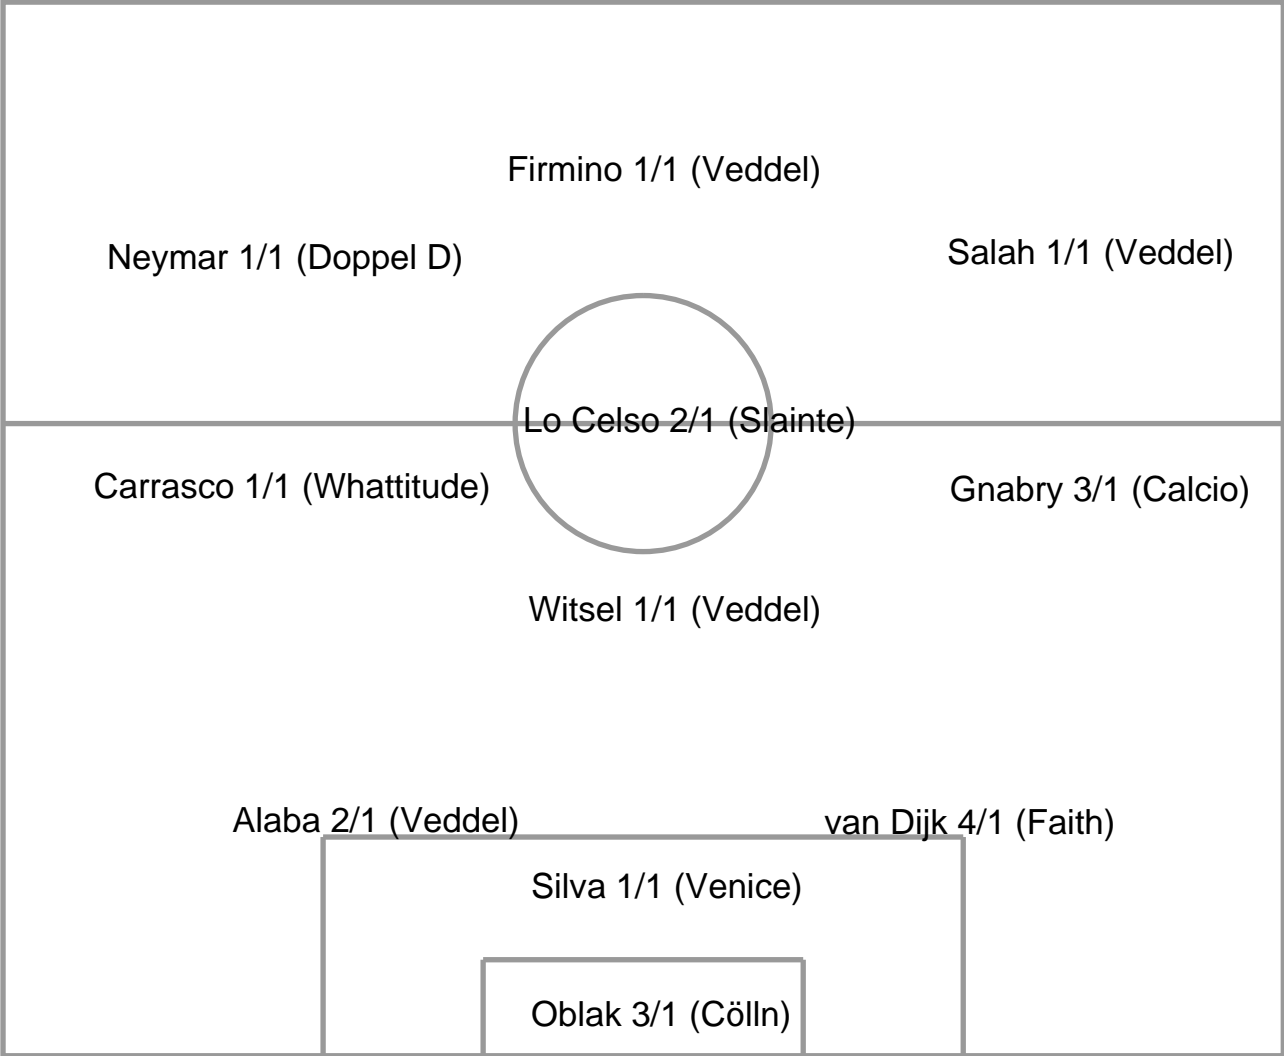 Firmino 1/1 (Veddel)
Neymar 1/1 (Doppel D)
Salah 1/1 (Veddel)
Lo Celso 2/1 (Slainte)
Carrasco 1/1 (Whattitude)
Gnabry 3/1 (Calcio)
Witsel 1/1 (Veddel)
Alaba 2/1 (Veddel)
van Dijk 4/1 (Faith)
Silva 1/1 (Venice)
Oblak 3/1 (Cölln)